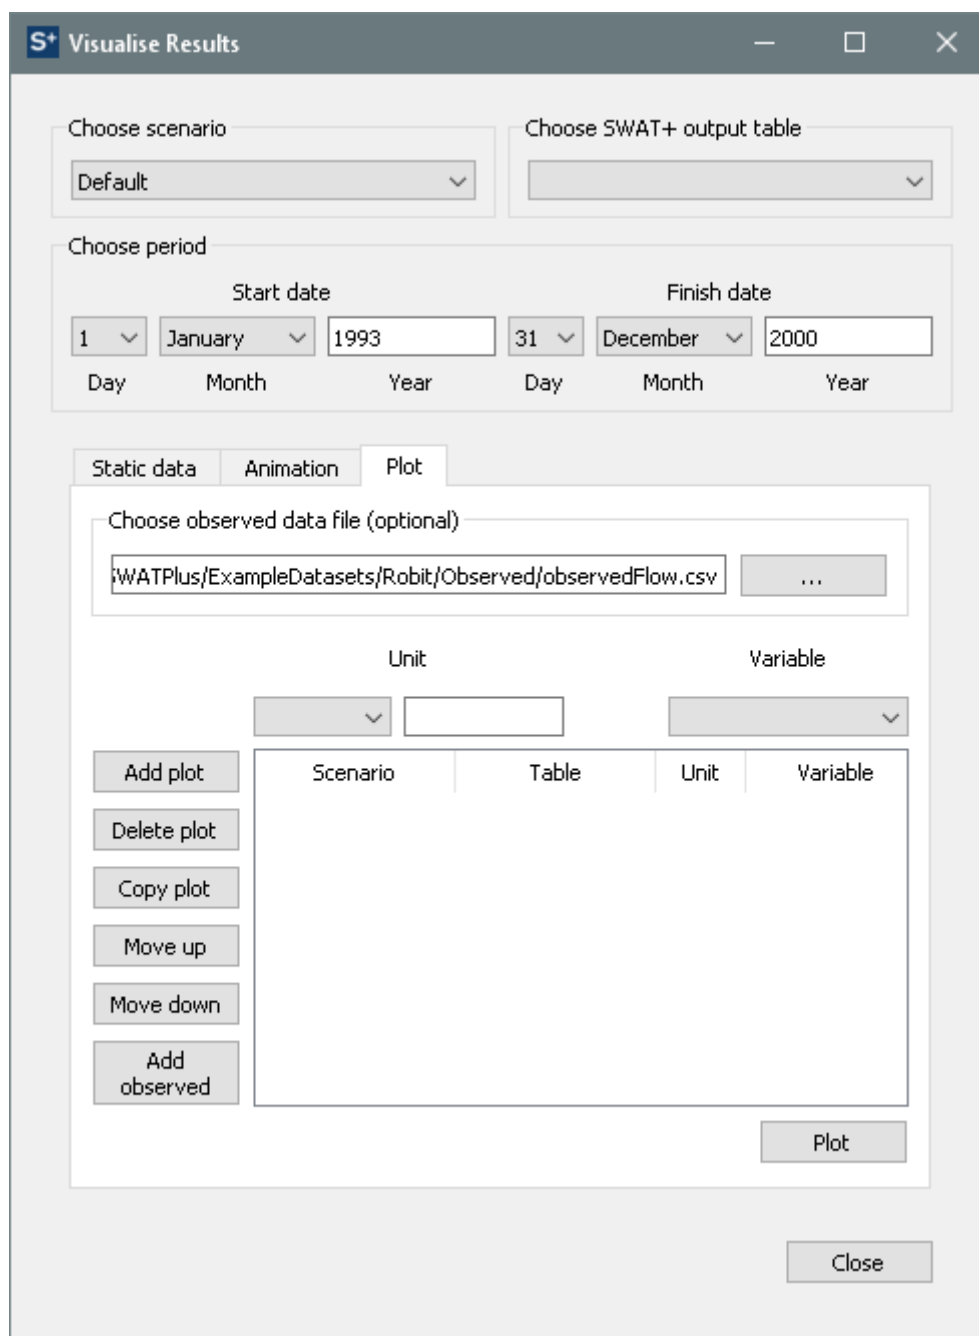 S+ Visualise Results
Choose scenario
Choose SWAT+ output table
Default
Choose period
Start date
Finish date
1 January 1993 31 December 2000
Day Month Year Day Month Year
Static data Animation Plot
Choose observed data file (optional)
SWATPlus/ExampleDatasets/Robit/Observed/observedFlow.csv ...
Unit Variable
Add plot
Scenario Table Unit Variable
Delete plot
Copy plot
Move up
Move down
Add
observed
Plot
Close